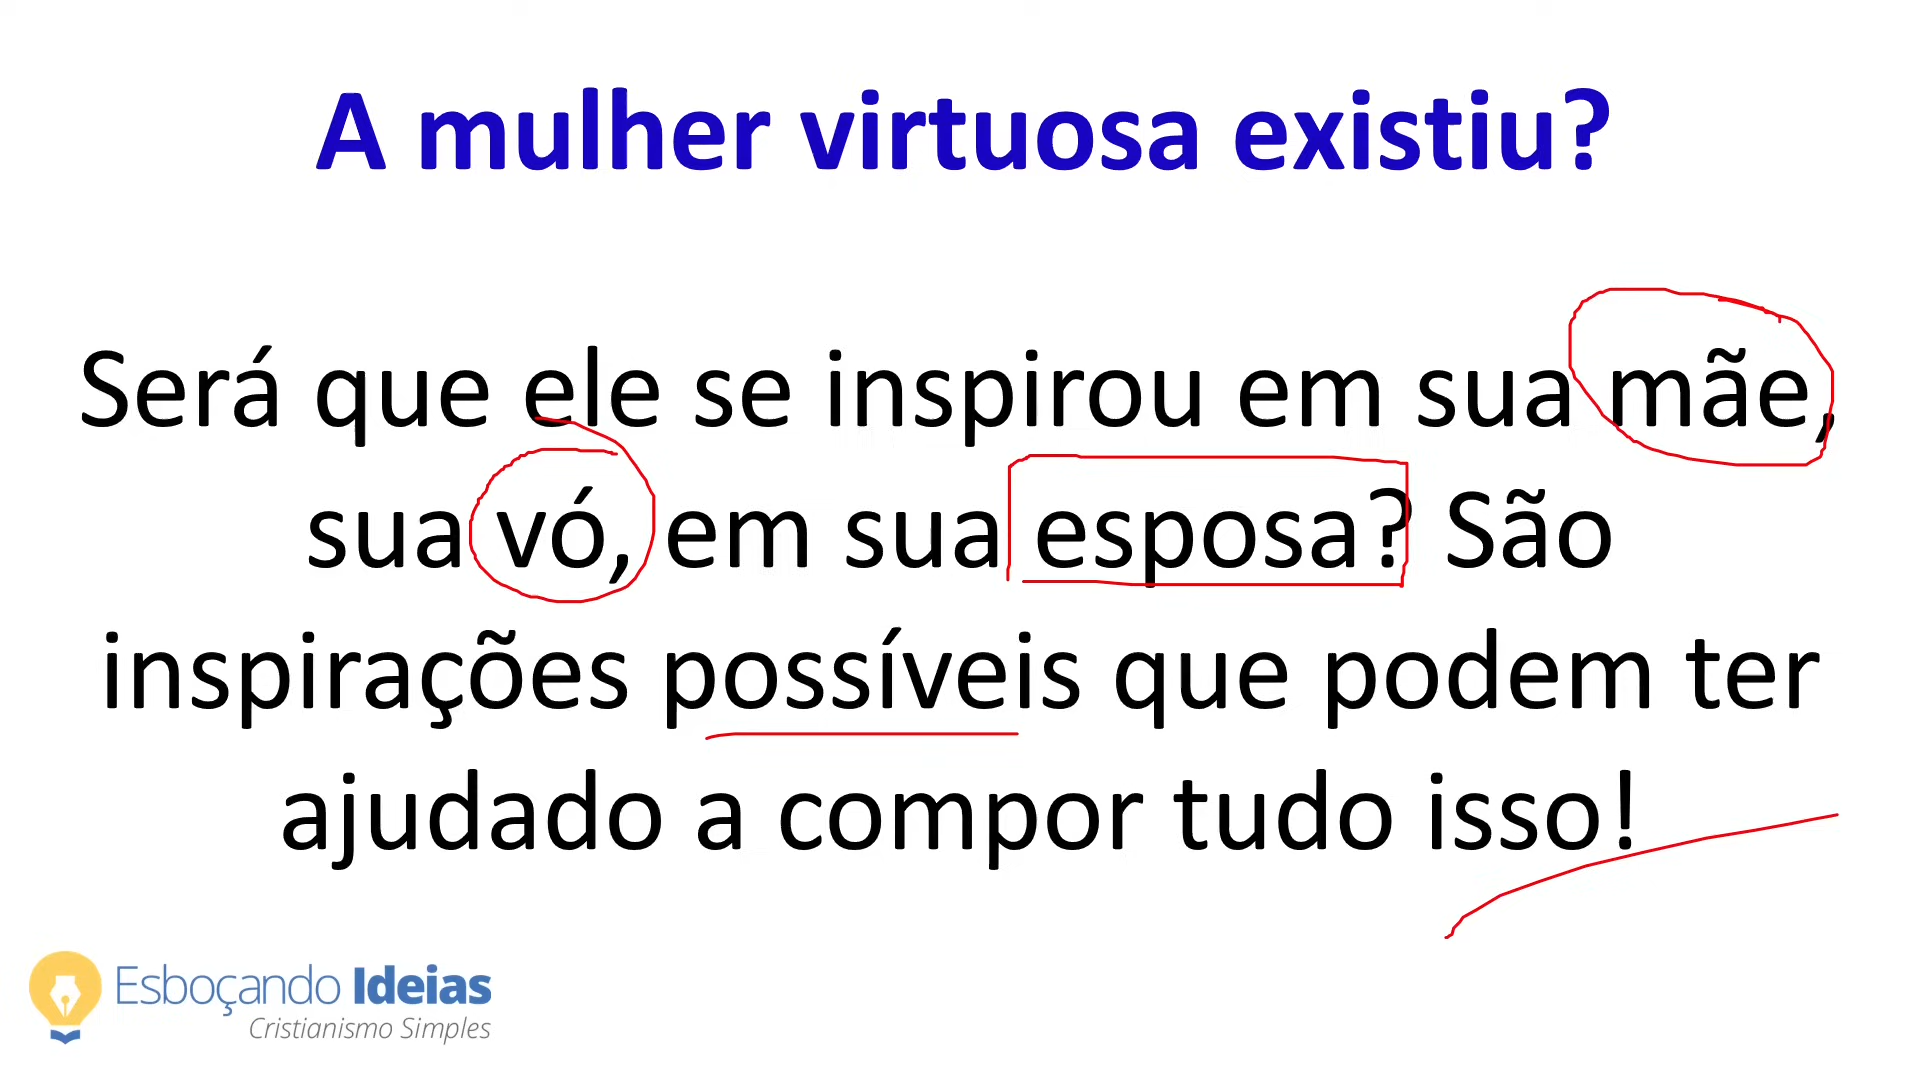 A mulher virtuosa existiu?
Será que ele se inspirou em sua mãe,
sua vó, em sua esposa? São
inspirações possíveis que podem ter
ajudado a compor tudo isso!
Esboçando Ideias
Cristianismo Simples